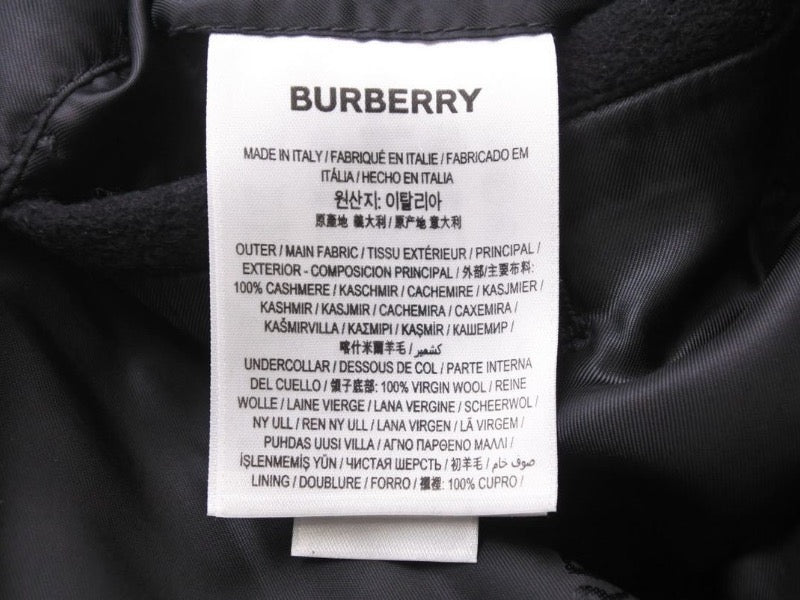 BURBERRY
MADE IN ITALY / FABRIQUÉ EN ITALIE / FABRICADO EM
ITÁLIA / HECHO EN ITALIA
원산지: 이탈리아
原產地 義大利 / 原产地 意大利
OUTER / MAIN FABRIC / TISSU EXTÉRIEUR / PRINCIPAL /
EXTERIOR - COMPOSICION PRINCIPAL / 外部/主要布料:
100% CASHMERE / KASCHMIR / CACHEMIRE / KASJMIER /
KASHMIR / KASJMIR / CACHEMIRA / CAXEMIRA /
KAŠMIRVILLA / ΚΑΣΜΙΡΙ / KAŞMİR / КАШЕМИР /
喀什米爾羊毛 / كشمير /
UNDERCOLLAR / DESSOUS DE COL / PARTE INTERNA
DEL CUELLO / 領子底部: 100% VIRGIN WOOL / REINE
WOLLE / LAINE VIERGE / LANA VERGINE / SCHEERWOL /
NY ULL / REN NY ULL / LANA VIRGEN / LÃ VIRGEM /
PUHDAS UUSI VILLA / ΑΓΝΟ ΠΑΡΘΕΝΟ ΜΑΛΛΙ /
İŞLENMEMİŞ YÜN / ЧИСТАЯ ШЕРСТЬ / 初羊毛 / صوف خام /
LINING / DOUBLURE / FORRO / 襯裡: 100% CUPRO /